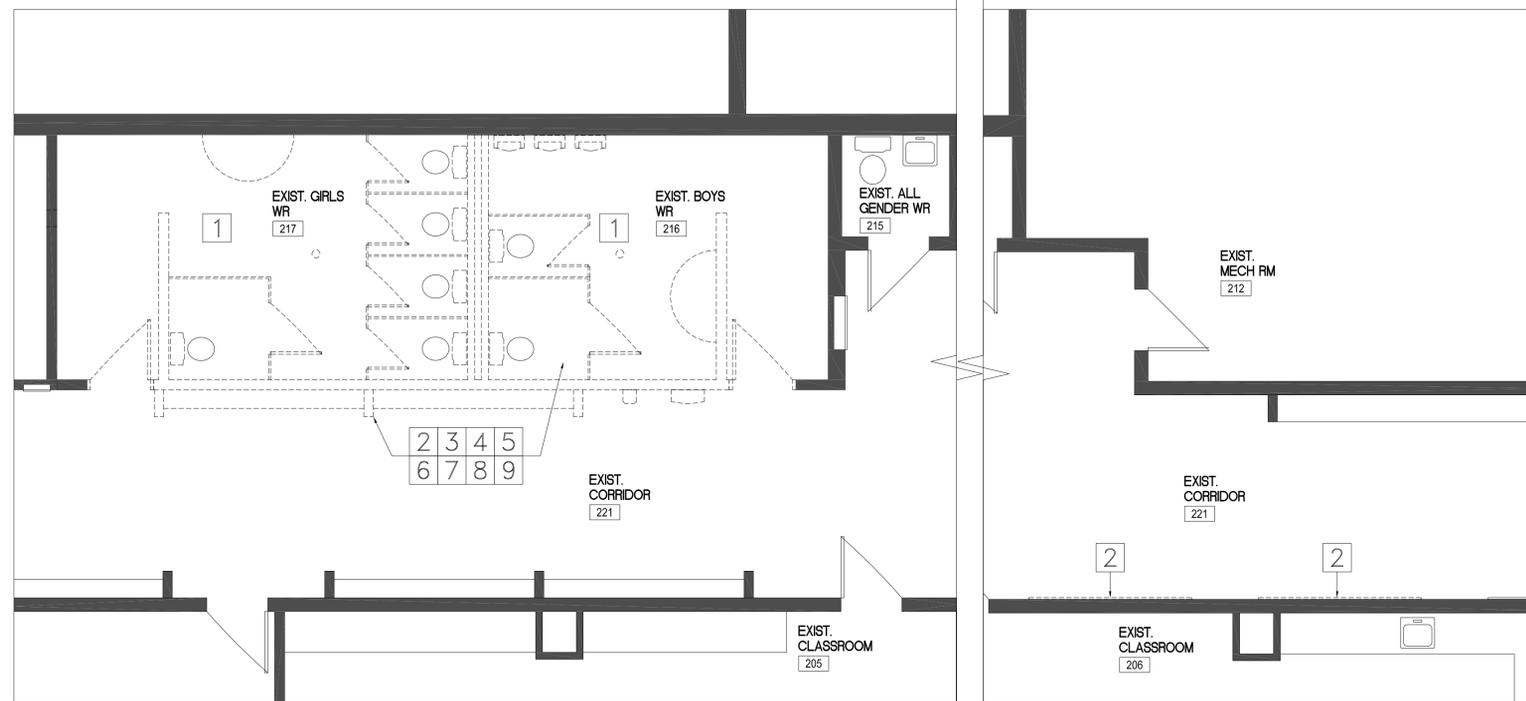 EXIST. GIRLS
WR
217
1
EXIST. BOYS
WR
216
1
EXIST. ALL
GENDER WR
215
EXIST.
MECH RM
212
2 3 4 5
6 7 8 9
EXIST.
CORRIDOR
221
EXIST.
CORRIDOR
221
2
2
EXIST.
CLASSROOM
205
EXIST.
CLASSROOM
206